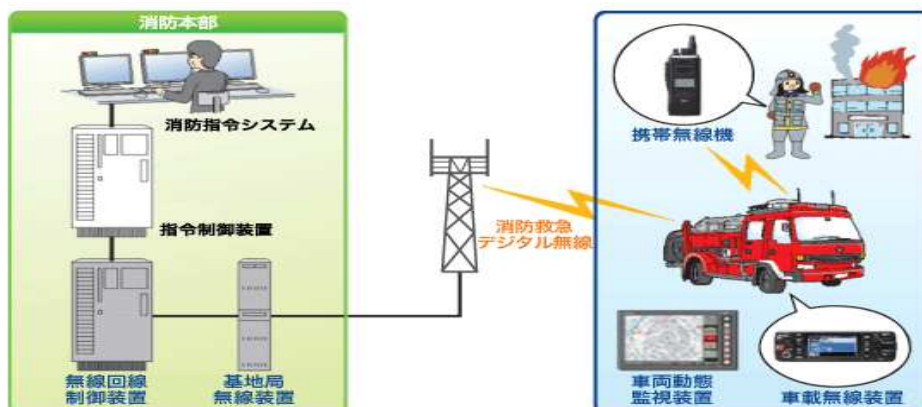 消防本部
消防指令システム
指令制御装置
無線回線
制御装置
基地局
無線装置
消防救急
デジタル無線
携帯無線機
車両動態
監視装置
車載無線装置